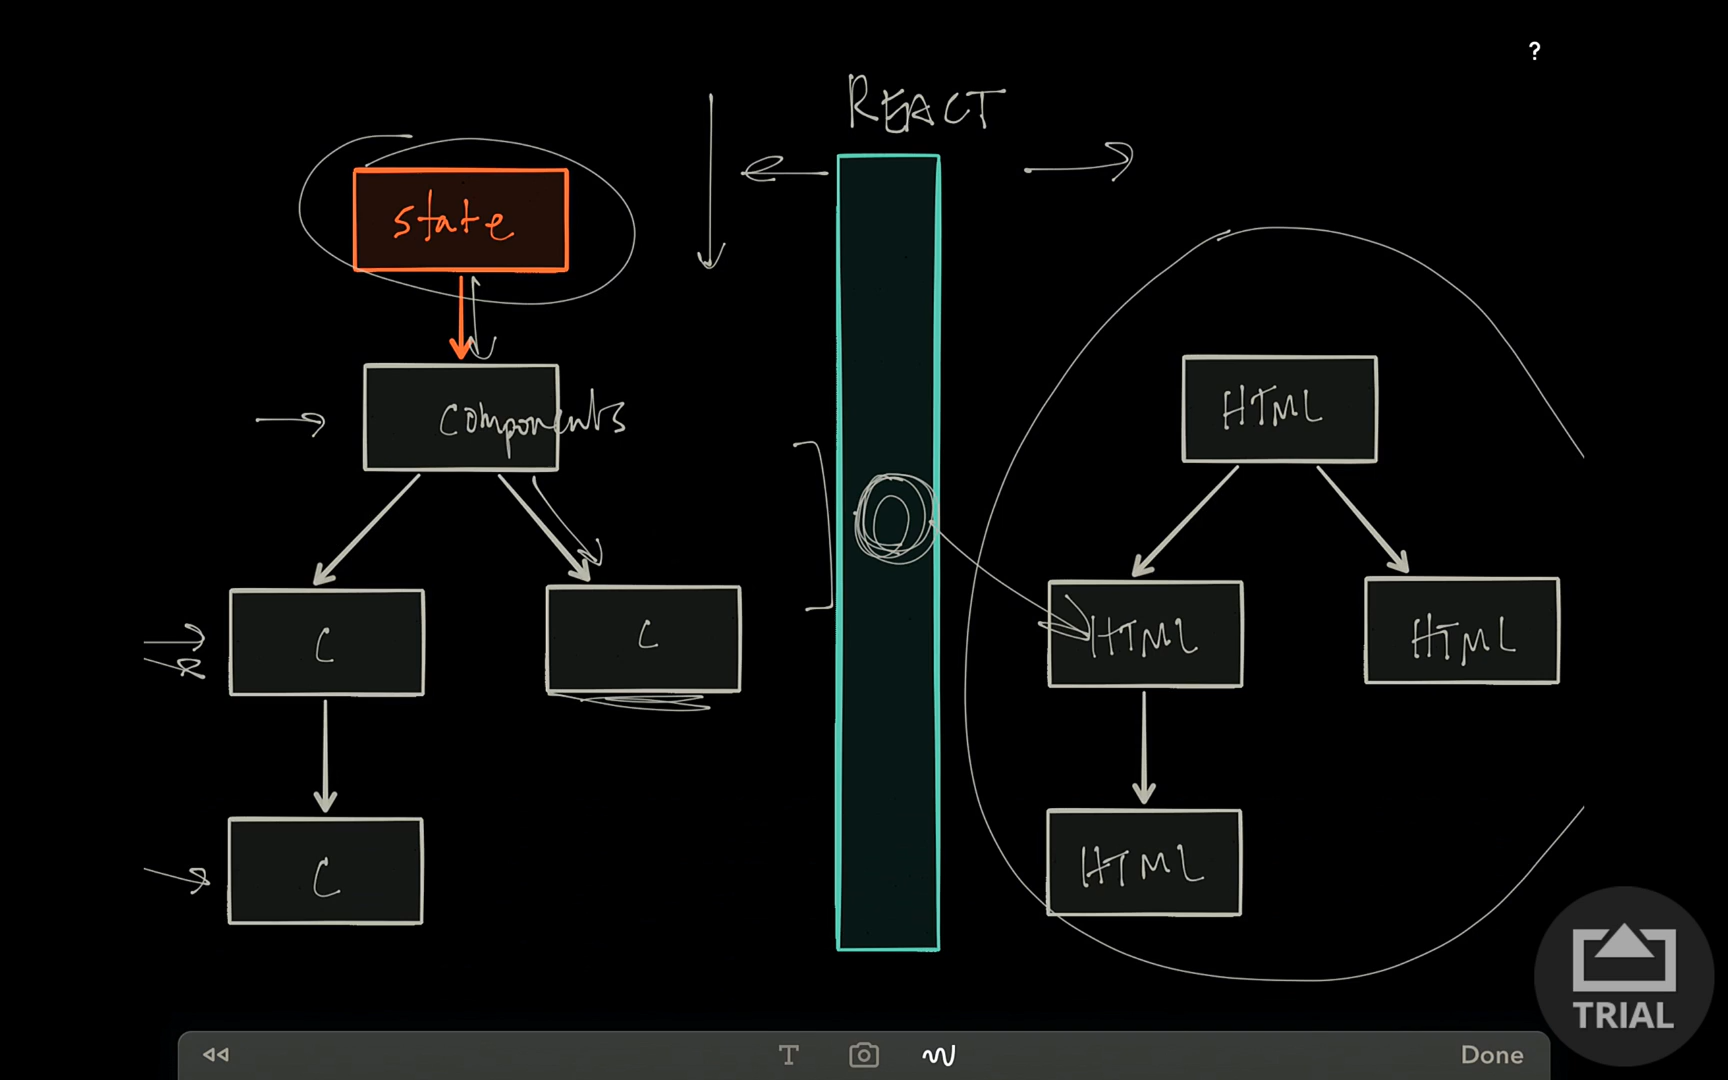 ?
REACT
state
components
HTML
C
C
HTML
HTML
C
HTML
TRIAL
T
Done